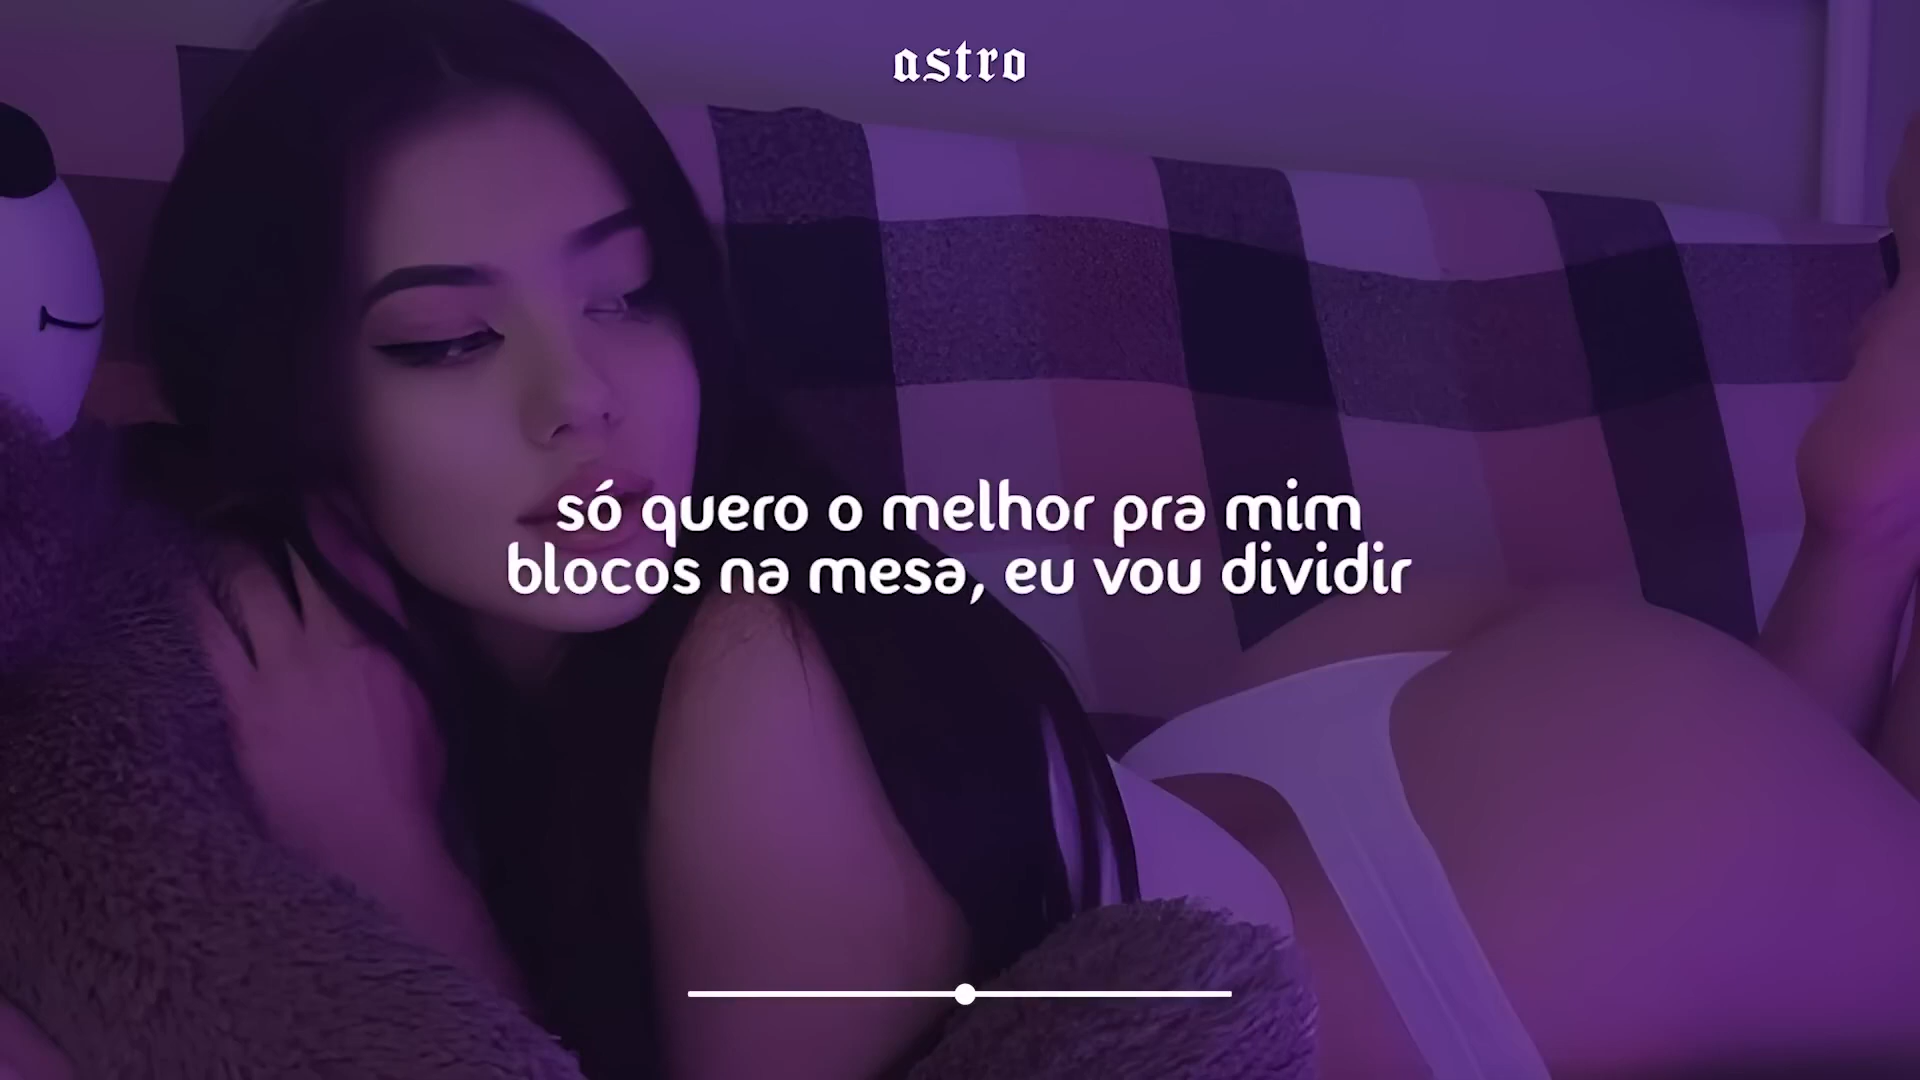 astro
só quero o melhor pra mim
blocos na mesa, eu vou dividir